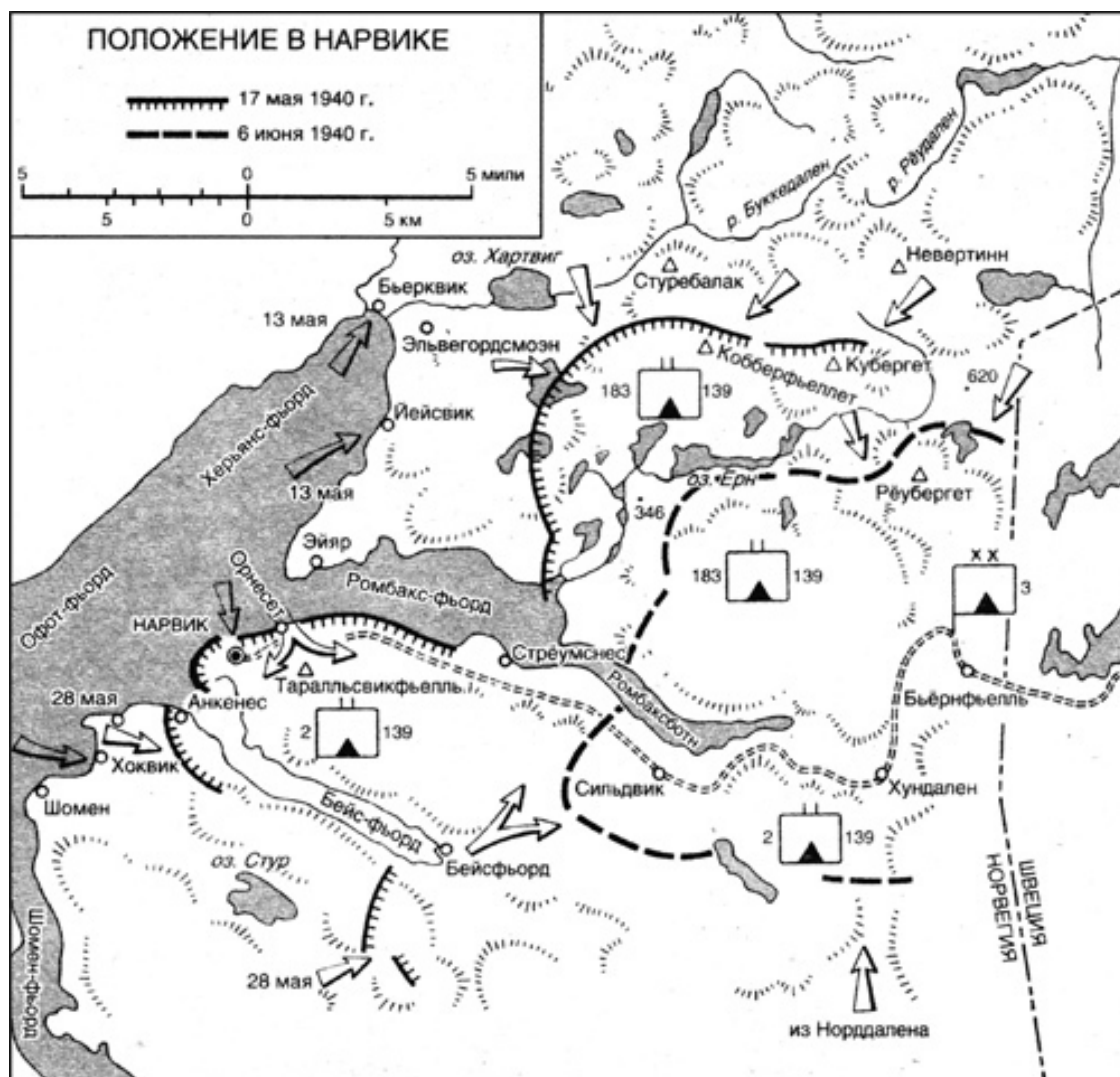 ПОЛОЖЕНИЕ В НАРВИКЕ
17 мая 1940 г.
6 июня 1940 г.
5 0 5 мили
5 0 5 км
р. Рёудален
р. Буккедален
оз. Хартвиг
Стуребалак
Невертинн
Бьерквик
13 мая
Эльвегордсмоэн
Кобберфьеллет
Кубергет
183 139
620
Херьянс-фьорд
Йейсвик
13 мая
оз. Ерн
Рёубергет
346
Эйяр
Орнесет
Ромбакс-фьорд
183 139
X X
3
Офот-фьорд
НАРВИК
Стрёумснес
Таралльсвикфьелль
Ромбаксботн
Бьёрнфьелль
28 мая
Анкенес
2 139
Хоквик
Сильдвик
Хундален
Шомен
Бейс-фьорд
Бейсфьорд
2 139
оз. Стур
ШВЕЦИЯ
НОРВЕГИЯ
Шомен-фьорд
28 мая
из Норддалена